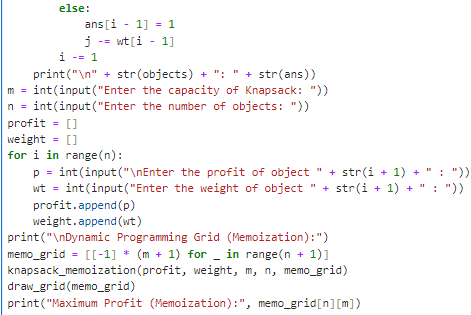 else:
ans[i - 1] = 1
j -= wt[i - 1]
i -= 1
print("\n" + str(objects) + ": " + str(ans))
m = int(input("Enter the capacity of Knapsack: "))
n = int(input("Enter the number of objects: "))
profit = []
weight = []
for i in range(n):
p = int(input("\nEnter the profit of object " + str(i + 1) + " : "))
wt = int(input("Enter the weight of object " + str(i + 1) + " : "))
profit.append(p)
weight.append(wt)
print("\nDynamic Programming Grid (Memoization):")
memo_grid = [[-1] * (m + 1) for _ in range(n + 1)]
knapsack_memoization(profit, weight, m, n, memo_grid)
draw_grid(memo_grid)
print("Maximum Profit (Memoization):", memo_grid[n][m])